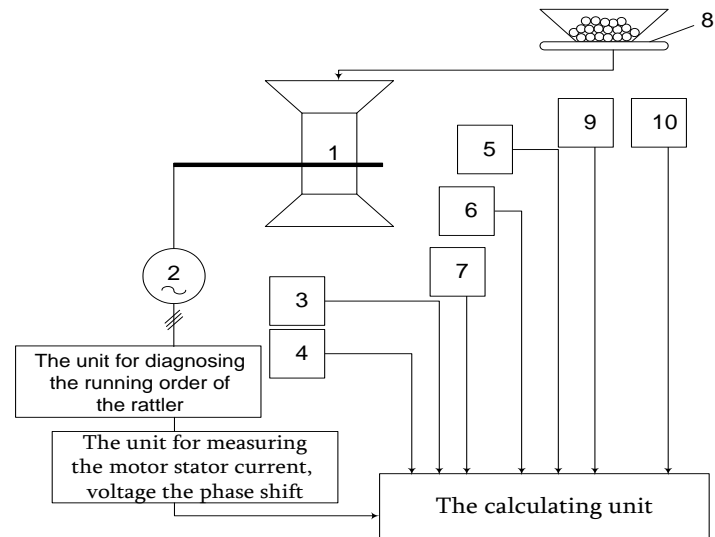 8
1
9
10
5
6
7
2
3
4
The unit for diagnosing
the running order of
the rattler
The unit for measuring
the motor stator current,
voltage the phase shift
The calculating unit